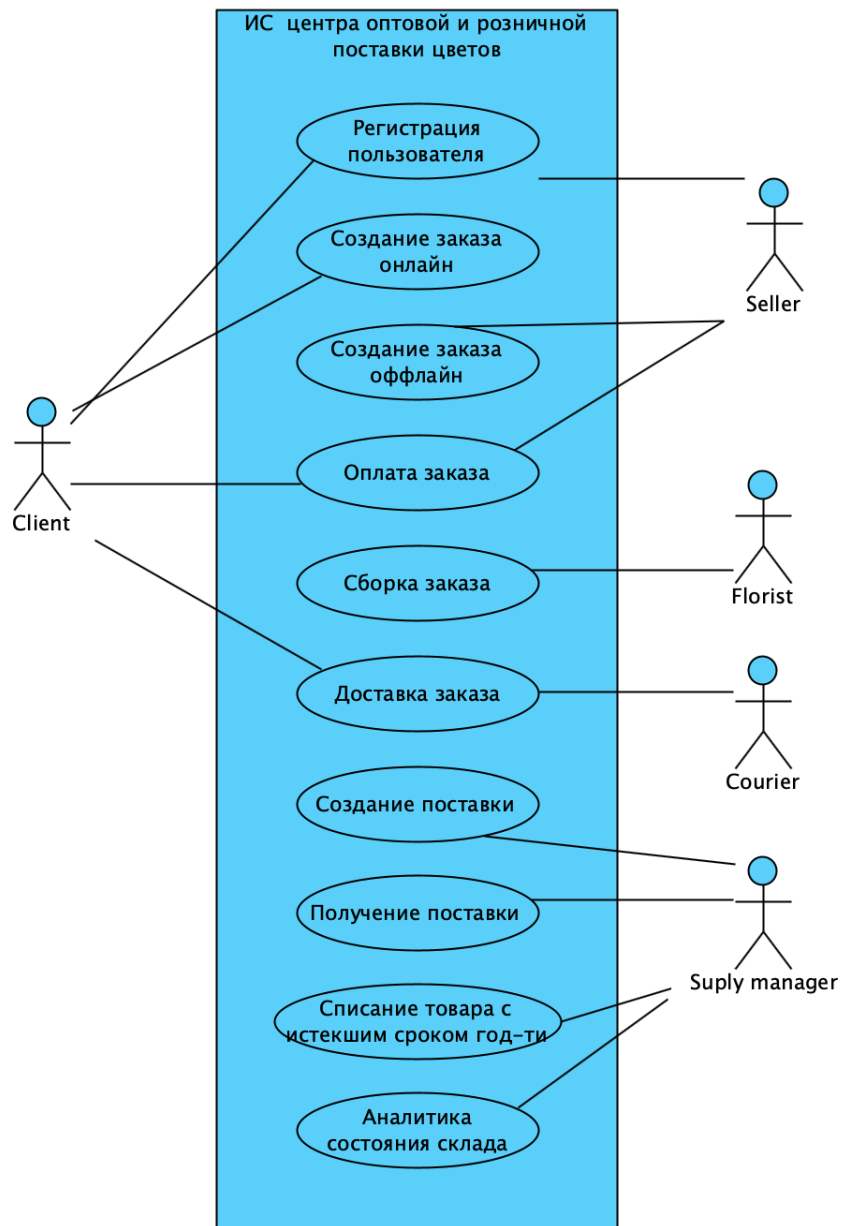 ИС центра оптовой и розничной
поставки цветов
Регистрация
пользователя
Создание заказа
онлайн
Seller
Создание заказа
оффлайн
Client
Оплата заказа
Florist
Сборка заказа
Доставка заказа
Courier
Создание поставки
Получение поставки
Suply manager
Списание товара с
истекшим сроком год-ти
Аналитика
состояния склада